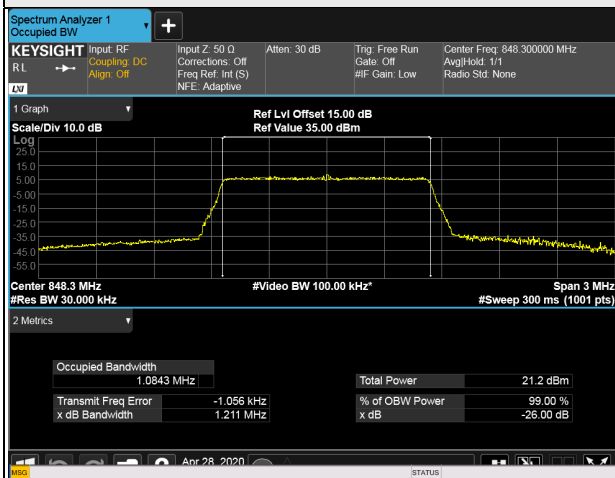 Spectrum Analyzer 1
Occupied BW
+
KEYSIGHT
RL
LXI
Input: RF
Coupling: DC
Align: Off
Input Z: 50 Ω
Corrections: Off
Freq Ref: Int (S)
NFE: Adaptive
Atten: 30 dB
Trig: Free Run
Gate: Off
#IF Gain: Low
Center Freq: 848.300000 MHz
Avg|Hold: 1/1
Radio Std: None
1 Graph
Scale/Div 10.0 dB
Ref Lvl Offset 15.00 dB
Ref Value 35.00 dBm
Log
25.0
15.0
5.00
-5.00
-15.0
-25.0
-35.0
-45.0
-55.0
Center 848.3 MHz
#Res BW 30.000 kHz
#Video BW 100.00 kHz*
Span 3 MHz
#Sweep 300 ms (1001 pts)
2 Metrics
Occupied Bandwidth
1.0843 MHz
Transmit Freq Error -1.056 kHz
x dB Bandwidth 1.211 MHz
Total Power 21.2 dBm
% of OBW Power 99.00 %
x dB -26.00 dB
Apr 28, 2020
MSG
STATUS